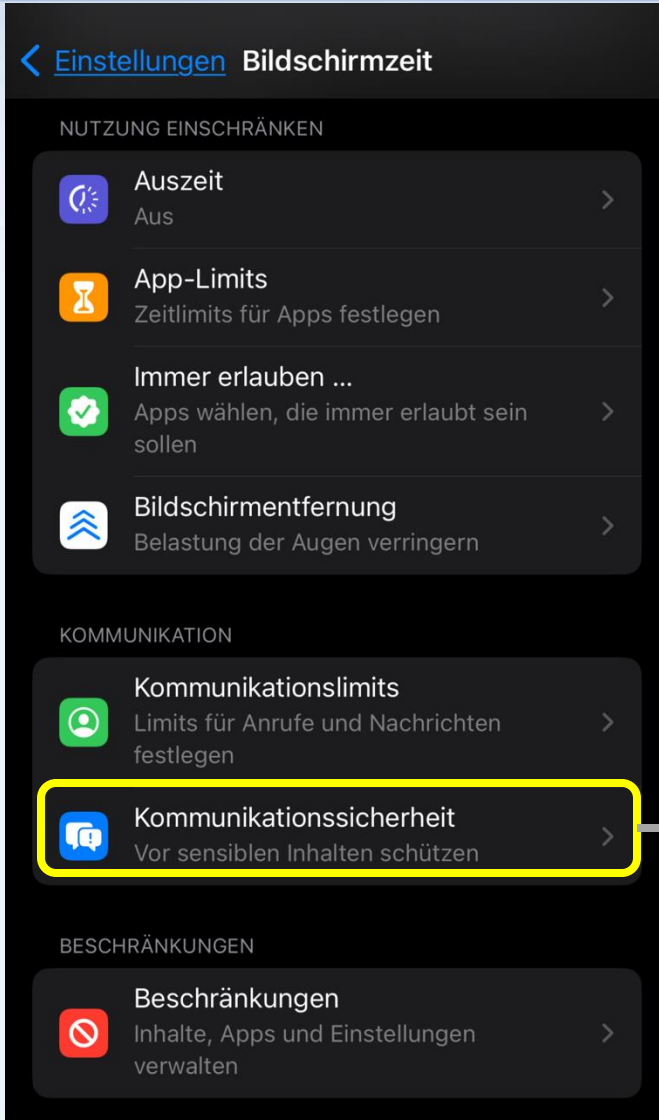 Einstellungen Bildschirmzeit
NUTZUNG EINSCHRÄNKEN
Auszeit
Aus
App-Limits
Zeitlimits für Apps festlegen
Immer erlauben ...
Apps wählen, die immer erlaubt sein
sollen
Bildschirmentfernung
Belastung der Augen verringern
KOMMUNIKATION
Kommunikationslimits
Limits für Anrufe und Nachrichten
festlegen
Kommunikationssicherheit
Vor sensiblen Inhalten schützen
BESCHRÄNKUNGEN
Beschränkungen
Inhalte, Apps und Einstellungen
verwalten